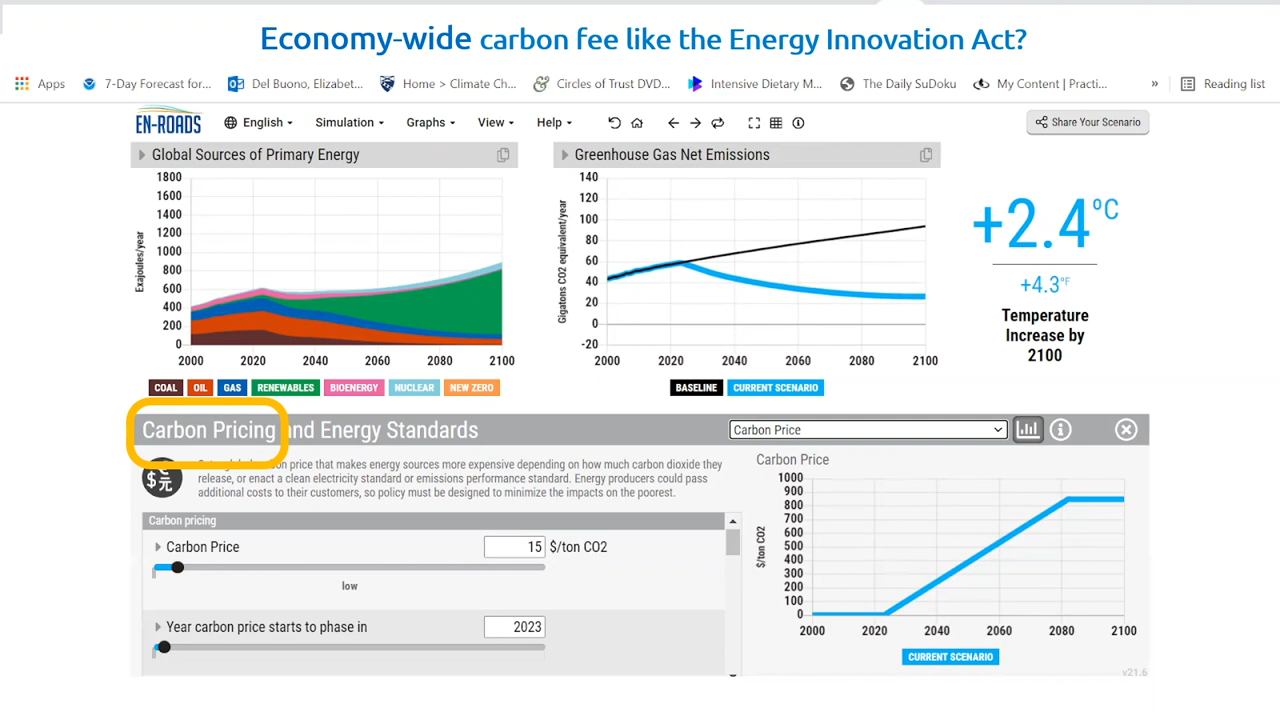 Economy-wide carbon fee like the Energy Innovation Act?
Apps 7-Day Forecast for... Del Buono, Elizabet... Home > Climate Ch... Circles of Trust DVD... Intensive Dietary M... The Daily SuDoku My Content | Practi... » Reading list
EN-ROADS English Simulation Graphs View Help Share Your Scenario
Global Sources of Primary Energy
Exajoules/year
1800
1600
1400
1200
1000
800
600
400
200
0
2000 2020 2040 2060 2080 2100
COAL OIL GAS RENEWABLES BIOENERGY NUCLEAR NEW ZERO
Greenhouse Gas Net Emissions
Gigatons CO2 equivalent/year
140
120
100
80
60
40
20
0
-20
2000 2020 2040 2060 2080 2100
BASELINE CURRENT SCENARIO
+2.4ºC
+4.3ºF
Temperature
Increase by
2100
Carbon Pricing and Energy Standards
Carbon Price
price that makes energy sources more expensive depending on how much carbon dioxide they
release, or enact a clean electricity standard or emissions performance standard. Energy producers could pass
additional costs to their customers, so policy must be designed to minimize the impacts on the poorest.
$ 元
Carbon pricing
Carbon Price 15 $/ton CO2
low
Year carbon price starts to phase in 2023
Carbon Price
$/ton CO2
1000
900
800
700
600
500
400
300
200
100
0
2000 2020 2040 2060 2080 2100
CURRENT SCENARIO
v21.6